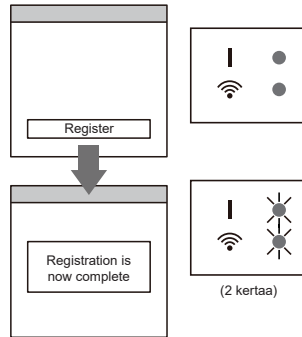 Register
Registration is
now complete
(2 kertaa)